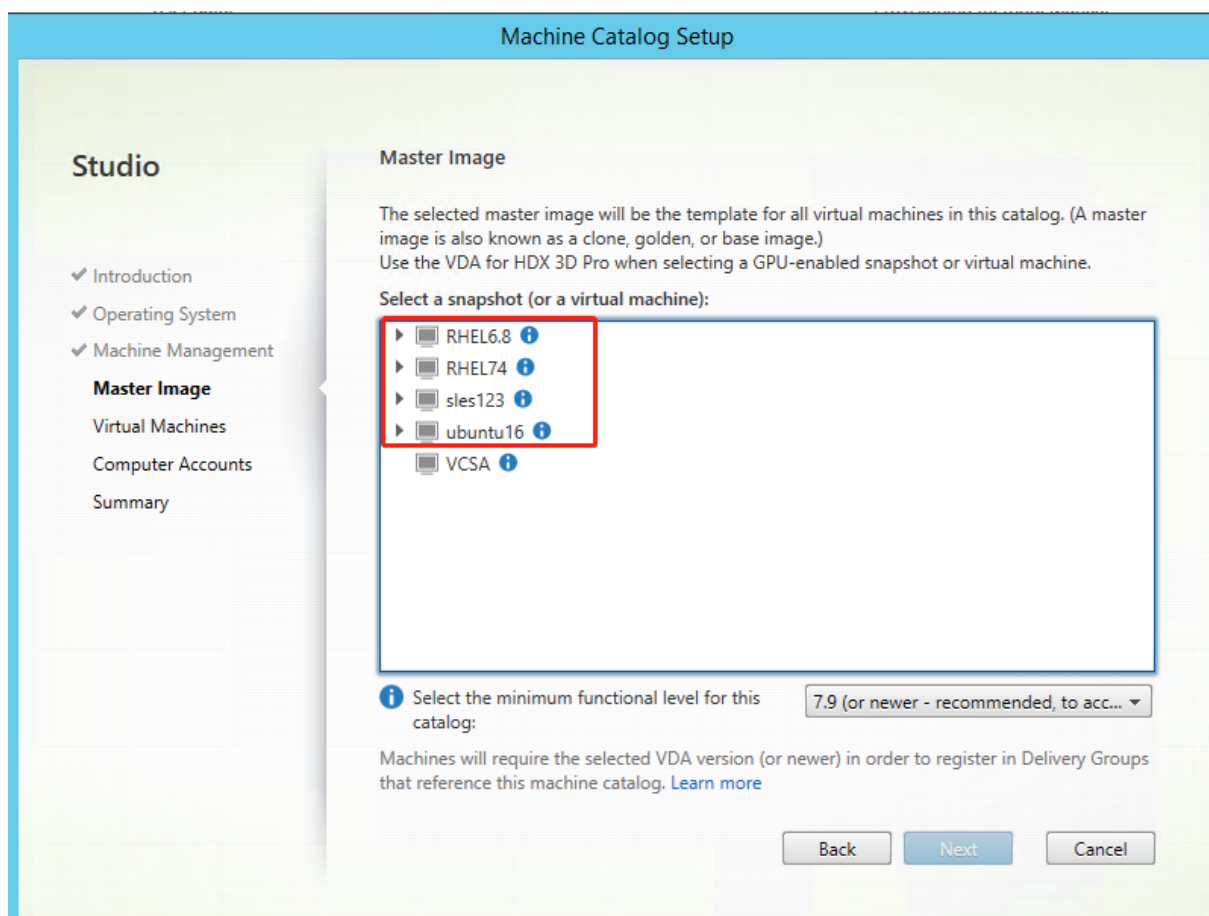 Machine Catalog Setup
Studio
Introduction
Operating System
Machine Management
Master Image
Virtual Machines
Computer Accounts
Summary
Master Image
The selected master image will be the template for all virtual machines in this catalog. (A master
image is also known as a clone, golden, or base image.)
Use the VDA for HDX 3D Pro when selecting a GPU-enabled snapshot or virtual machine.
Select a snapshot (or a virtual machine):
RHEL6.8
RHEL74
sles123
ubuntu16
VCSA
Select the minimum functional level for this
catalog:
7.9 (or newer - recommended, to acc...
Machines will require the selected VDA version (or newer) in order to register in Delivery Groups
that reference this machine catalog. Learn more
Back
Next
Cancel